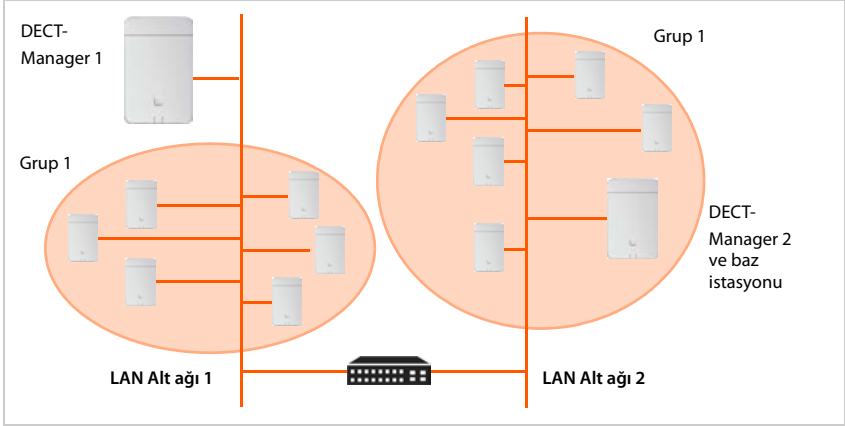 DECT-
Manager 1
Grup 1
Grup 1
DECT-
Manager 2
ve baz
istasyonu
LAN Alt ağı 1
LAN Alt ağı 2